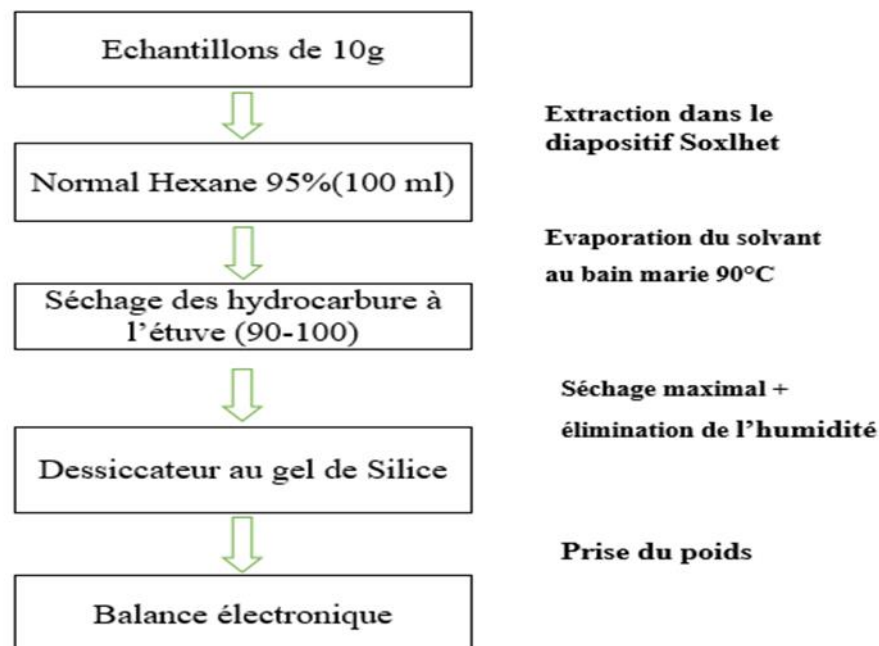 Echantillons de 10g
Extraction dans le
diapositif Soxlhet
Normal Hexane 95%(100 ml)
Evaporation du solvant
au bain marie 90°C
Séchage des hydrocarbure à
l'étuve (90-100)
Séchage maximal +
élimination de l'humidité
Dessiccateur au gel de Silice
Prise du poids
Balance électronique